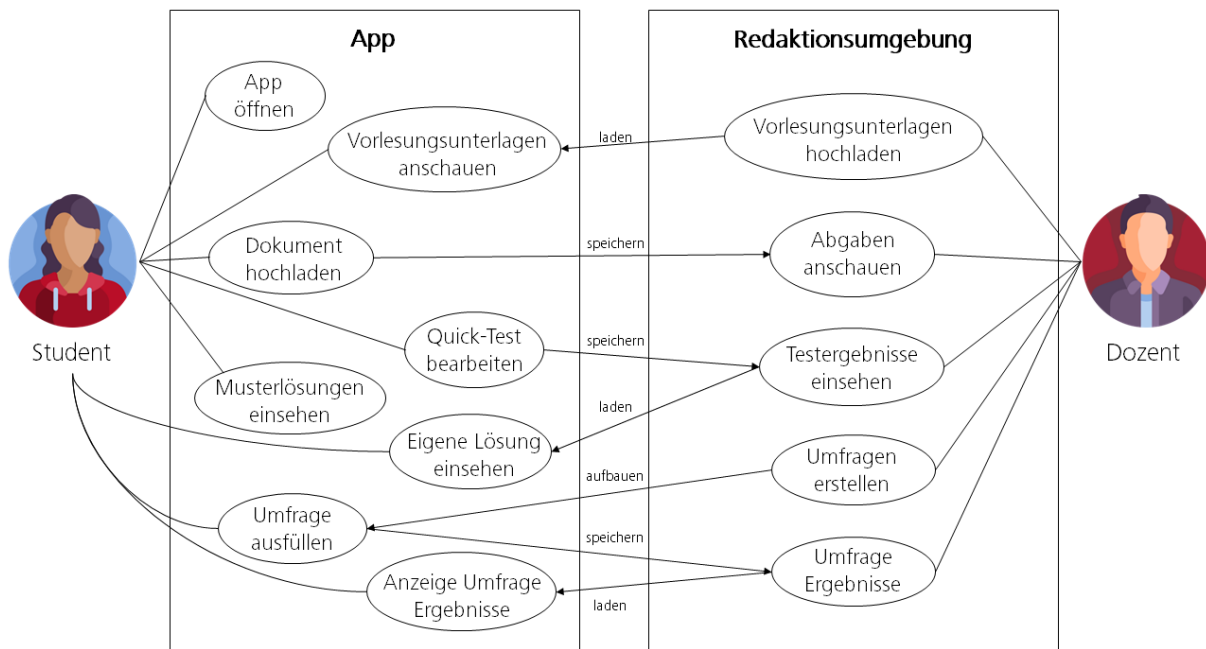 App
Redaktionsumgebung
App
öffnen
Vorlesungsunterlagen
anschauen
laden
Vorlesungsunterlagen
hochladen
Dokument
hochladen
speichern
Abgaben
anschauen
Student
Dozent
Quick-Test
bearbeiten
speichern
Testergebnisse
einsehen
Musterlösungen
einsehen
laden
Eigene Lösung
einsehen
aufbauen
Umfragen
erstellen
Umfrage
ausfüllen
speichern
Umfrage
Ergebnisse
Anzeige Umfrage
Ergebnisse
laden